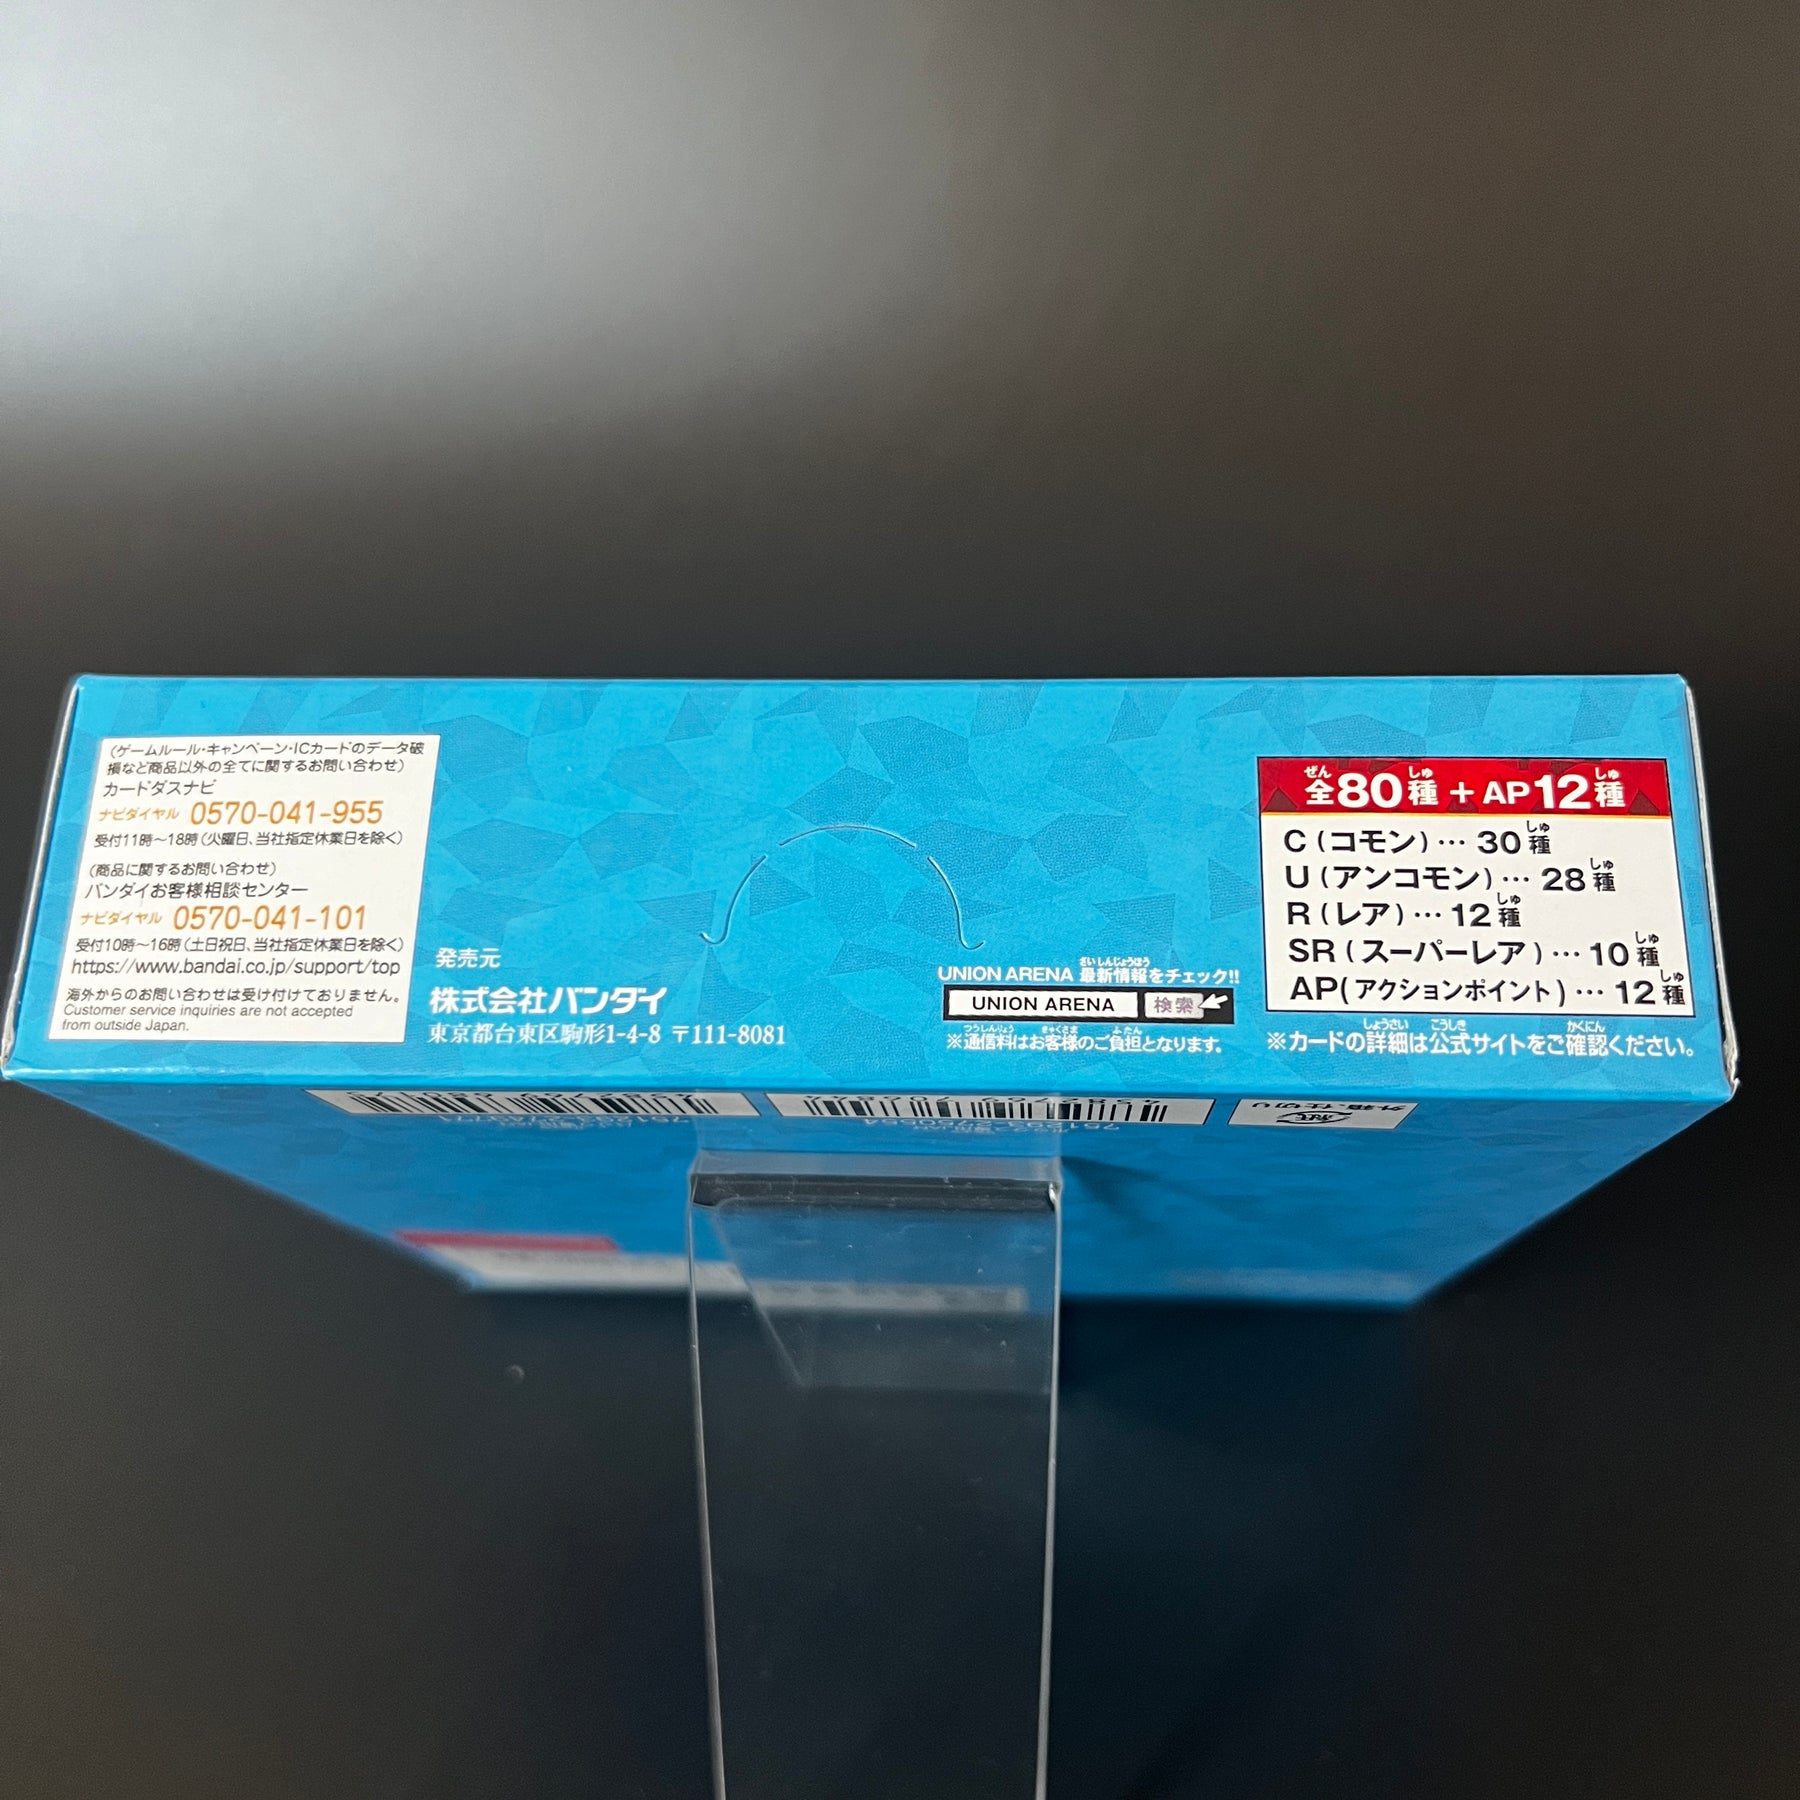 (ゲームルール・キャンペーン・ICカードのデータ破
損など商品以外の全てに関するお問い合わせ)
カードダスナビ
ナビダイヤル 0570-041-955
受付11時～18時(火曜日、当社指定休業日を除く)
(商品に関するお問い合わせ)
バンダイお客様相談センター
ナビダイヤル 0570-041-101
受付10時～16時(土日祝日、当社指定休業日を除く)
https://www.bandai.co.jp/support/top
海外からのお問い合わせは受け付けておりません。
Customer service inquiries are not accepted
from outside Japan.
発売元
株式会社バンダイ
東京都台東区駒形1-4-8 〒111-8081
UNION ARENA 最新情報をチェック!!
UNION ARENA 検索
※通信料はお客様のご負担となります。
全80種 + AP12種
C (コモン) … 30種
U (アンコモン) … 28種
R (レア) … 12種
SR (スーパーレア) … 10種
AP(アクションポイント) … 12種
※カードの詳細は公式サイトをご確認ください。
外箱、仕切り
紙